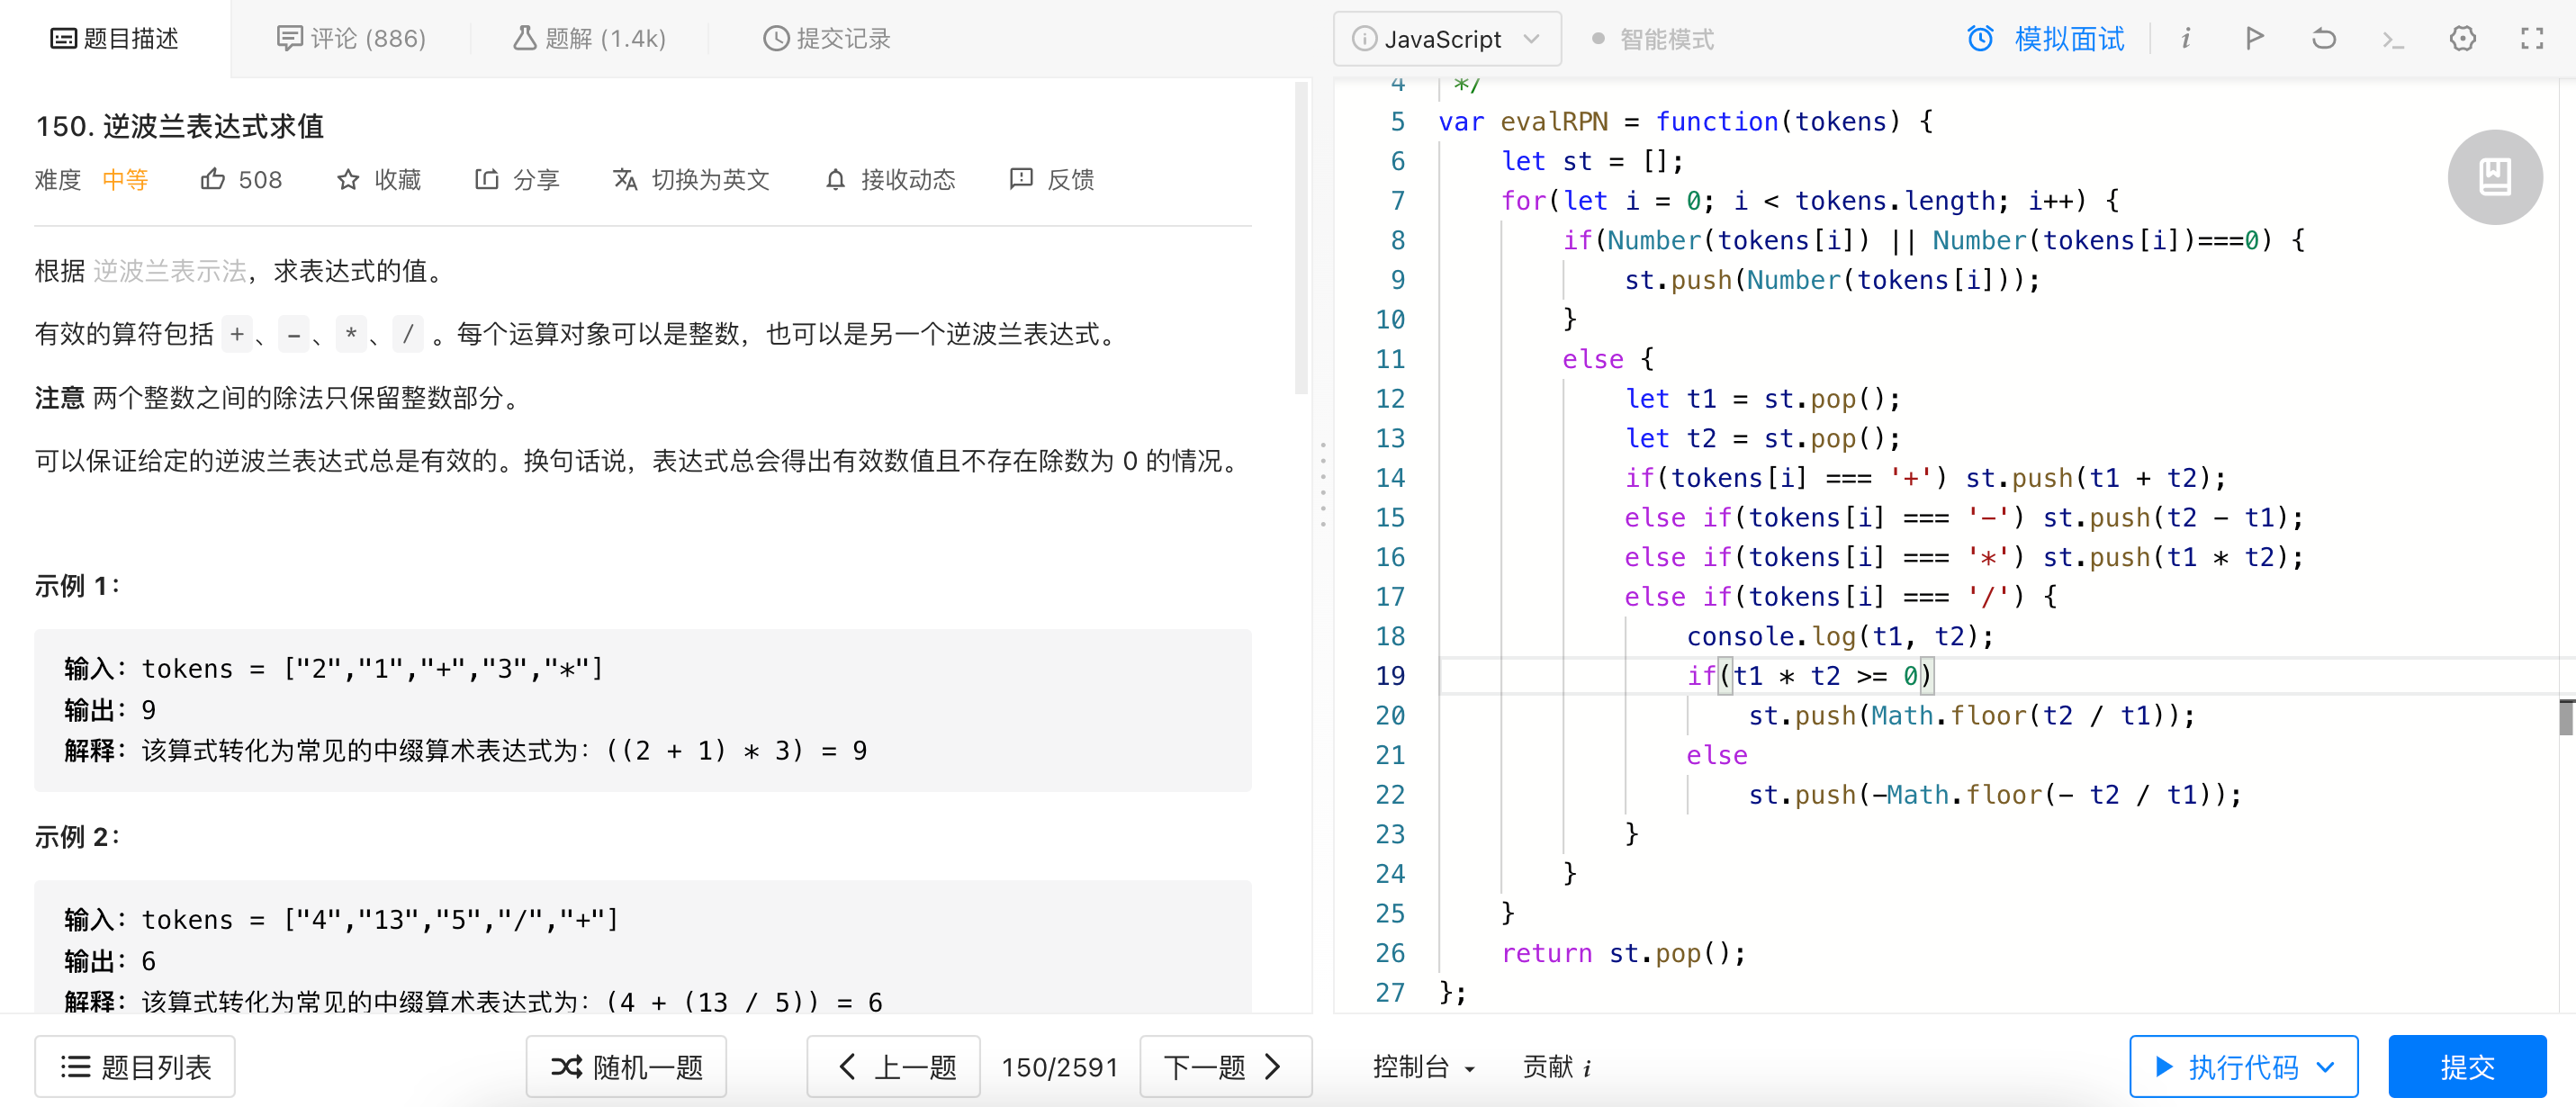 题目描述
评论 (886)
题解 (1.4k)
提交记录
150. 逆波兰表达式求值
难度 中等 508 收藏 分享 切换为英文 接收动态 反馈
根据 逆波兰表示法，求表达式的值。
有效的算符包括 +、-、*、/ 。每个运算对象可以是整数，也可以是另一个逆波兰表达式。
注意 两个整数之间的除法只保留整数部分。
可以保证给定的逆波兰表达式总是有效的。换句话说，表达式总会得出有效数值且不存在除数为 0 的情况。
示例 1：
输入：tokens = ["2","1","+","3","*"]
输出：9
解释：该算式转化为常见的中缀算术表达式为：((2 + 1) * 3) = 9
示例 2：
输入：tokens = ["4","13","5","/","+"]
输出：6
解释：该算式转化为常见的中缀算术表达式为：(4 + (13 / 5)) = 6
题目列表
随机一题
上一题
150/2591
下一题
JavaScript
智能模式
模拟面试
4 */
5 var evalRPN = function(tokens) {
6 let st = [];
7 for(let i = 0; i < tokens.length; i++) {
8 if(Number(tokens[i]) || Number(tokens[i])===0) {
9 st.push(Number(tokens[i]));
10 }
11 else {
12 let t1 = st.pop();
13 let t2 = st.pop();
14 if(tokens[i] === '+') st.push(t1 + t2);
15 else if(tokens[i] === '-') st.push(t2 - t1);
16 else if(tokens[i] === '*') st.push(t1 * t2);
17 else if(tokens[i] === '/') {
18 console.log(t1, t2);
19 if(t1 * t2 >= 0)
20 st.push(Math.floor(t2 / t1));
21 else
22 st.push(-Math.floor(- t2 / t1));
23 }
24 }
25 }
26 return st.pop();
27 };
控制台
贡献 i
执行代码
提交